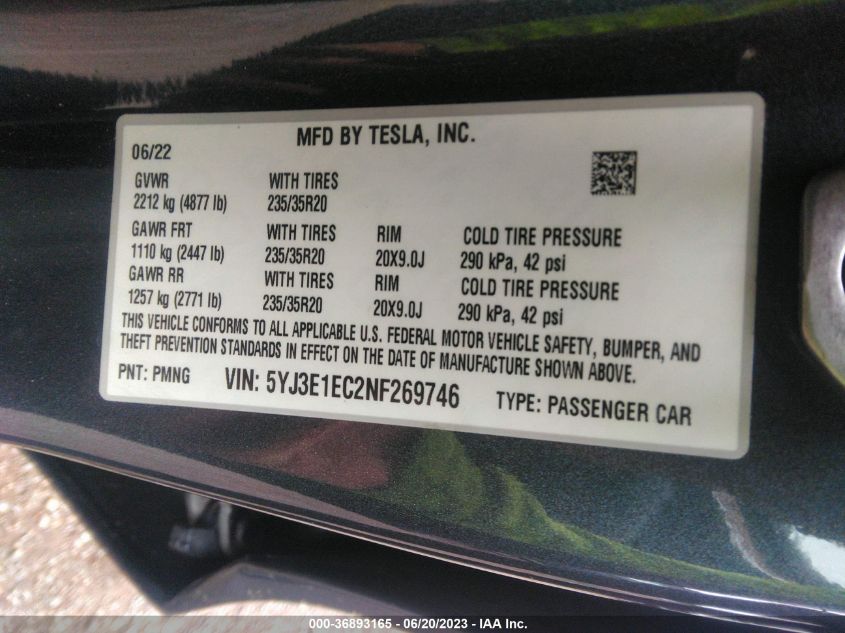 MFD BY TESLA, INC.
06/22
GVWR WITH TIRES
2212 kg (4877 lb) 235/35R20
GAWR FRT WITH TIRES RIM COLD TIRE PRESSURE
1110 kg (2447 lb) 235/35R20 20X9.0J 290 kPa, 42 psi
GAWR RR WITH TIRES RIM COLD TIRE PRESSURE
1257 kg (2771 lb) 235/35R20 20X9.0J 290 kPa, 42 psi
THIS VEHICLE CONFORMS TO ALL APPLICABLE U.S. FEDERAL MOTOR VEHICLE SAFETY, BUMPER, AND
THEFT PREVENTION STANDARDS IN EFFECT ON THE DATE OF MANUFACTURE SHOWN ABOVE.
PNT: PMNG VIN: 5YJ3E1EC2NF269746 TYPE: PASSENGER CAR
000-36893165 - 06/20/2023 - IAA Inc.